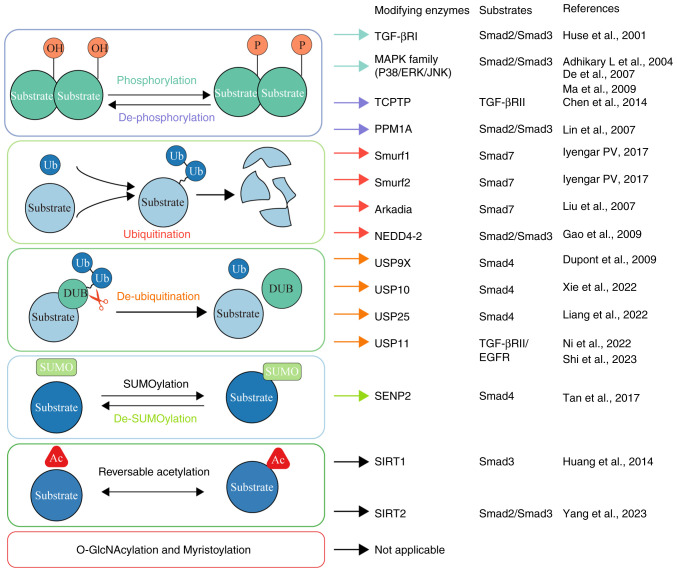 Modifying enzymes Substrates References
OH OH P P
Substrate Substrate Phosphorylation Substrate Substrate
De-phosphorylation
TGF-βRI Smad2/Smad3 Huse et al., 2001
MAPK family Smad2/Smad3 Adhikary L et al., 2004
(P38/ERK/JNK) De et al., 2007
Ma et al., 2009
TCPTP TGF-βRII Chen et al., 2014
PPM1A Smad2/Smad3 Lin et al., 2007
Ub Ub Ub
Substrate Substrate
Ubiquitination
Smurf1 Smad7 Iyengar PV, 2017
Smurf2 Smad7 Iyengar PV, 2017
Arkadia Smad7 Liu et al., 2007
NEDD4-2 Smad2/Smad3 Gao et al., 2009
Ub Ub Ub
DUB De-ubiquitination DUB
Substrate Substrate
USP9X Smad4 Dupont et al., 2009
USP10 Smad4 Xie et al., 2022
USP25 Smad4 Liang et al., 2022
USP11 TGF-βRII/ Ni et al., 2022
EGFR Shi et al., 2023
SUMO SUMO
SUMOylation
Substrate Substrate
De-SUMOylation
SENP2 Smad4 Tan et al., 2017
Ac Ac
Reversable acetylation
Substrate Substrate
SIRT1 Smad3 Huang et al., 2014
SIRT2 Smad2/Smad3 Yang et al., 2023
O-GlcNAcylation and Myristoylation Not applicable